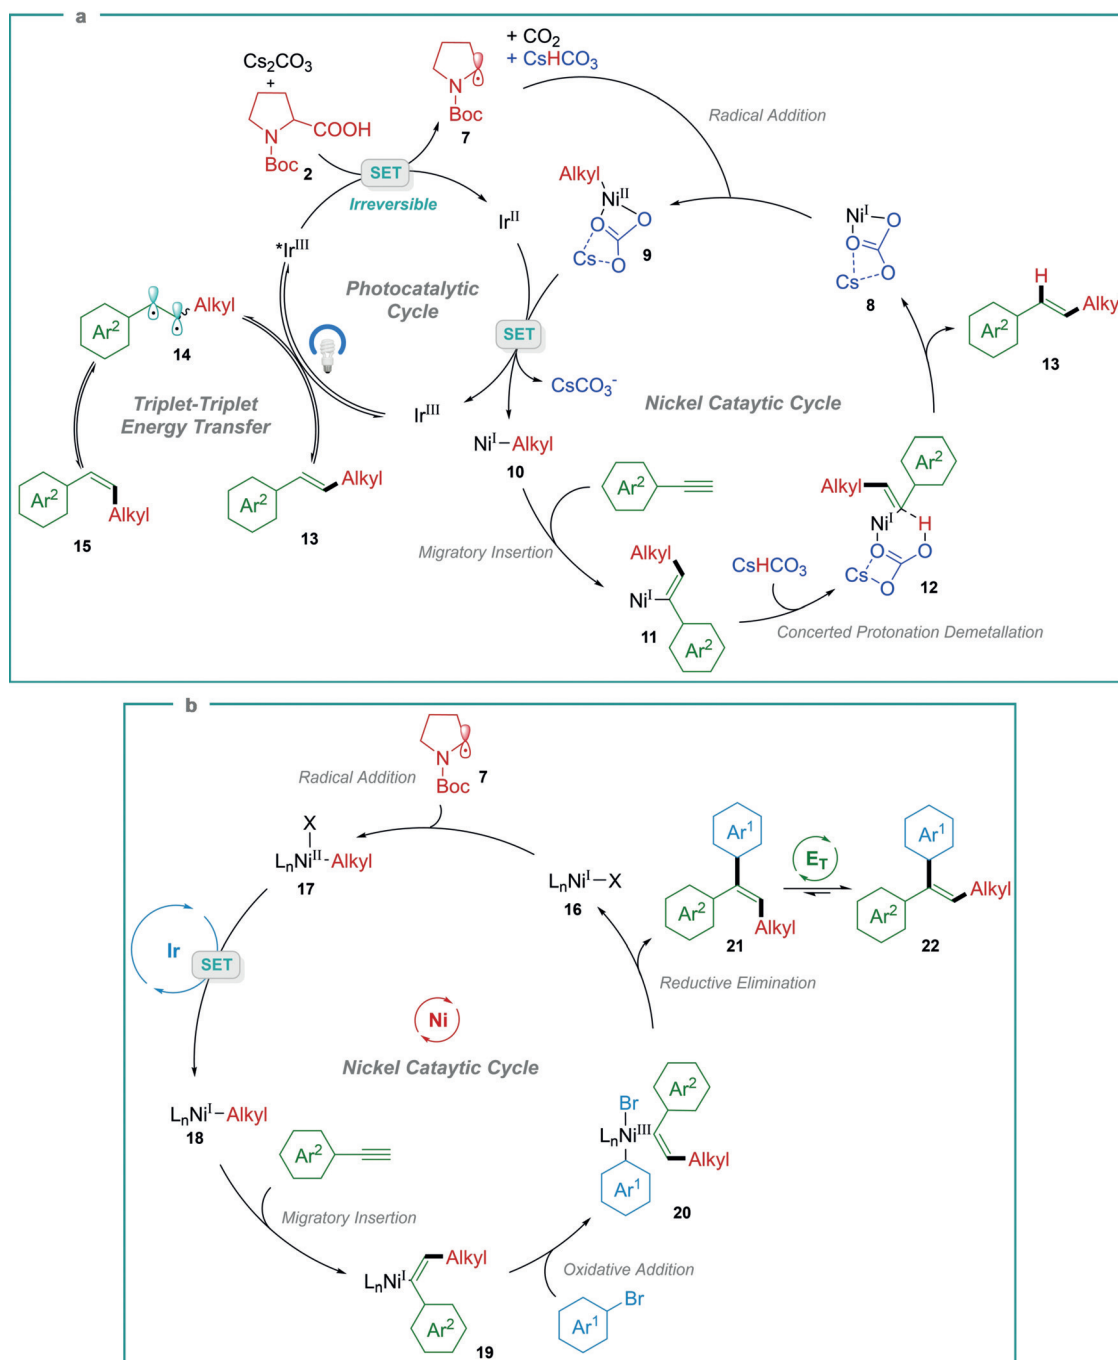 a
Cs2CO3
+
COOH
N
Boc
2
N
Boc
7
+ CO2
+ CsHCO3
Radical Addition
SET
Irreversible
IrII
*IrIII
Photocatalytic
Cycle
Alkyl
NiII
O
O
O
Cs
9
NiI
O
O
O
Cs
8
H
Ar2
Alkyl
13
Ar2
Alkyl
14
SET
CsCO3-
Nickel Cataytic Cycle
Triplet-Triplet
Energy Transfer
IrIII
NiI
Alkyl
10
Ar2
Alkyl
15
Ar2
Alkyl
13
Ar2
Migratory Insertion
Alkyl
NiI
Ar2
11
CsHCO3
Concerted Protonation Demetallation
Ar2
Alkyl
NiI
H
O
O
O
Cs
12
b
N
Boc
7
Radical Addition
X
LnNiII
Alkyl
17
LnNiI
X
16
Ar1
Ar2
Alkyl
21
ET
Ar1
Ar2
Alkyl
22
Ir
SET
Reductive Elimination
Ni
Nickel Cataytic Cycle
LnNiI
Alkyl
18
Ar2
Migratory Insertion
Ar2
Br
LnNiIII
Alkyl
Ar1
20
LnNiI
Alkyl
Ar2
19
Oxidative Addition
Br
Ar1